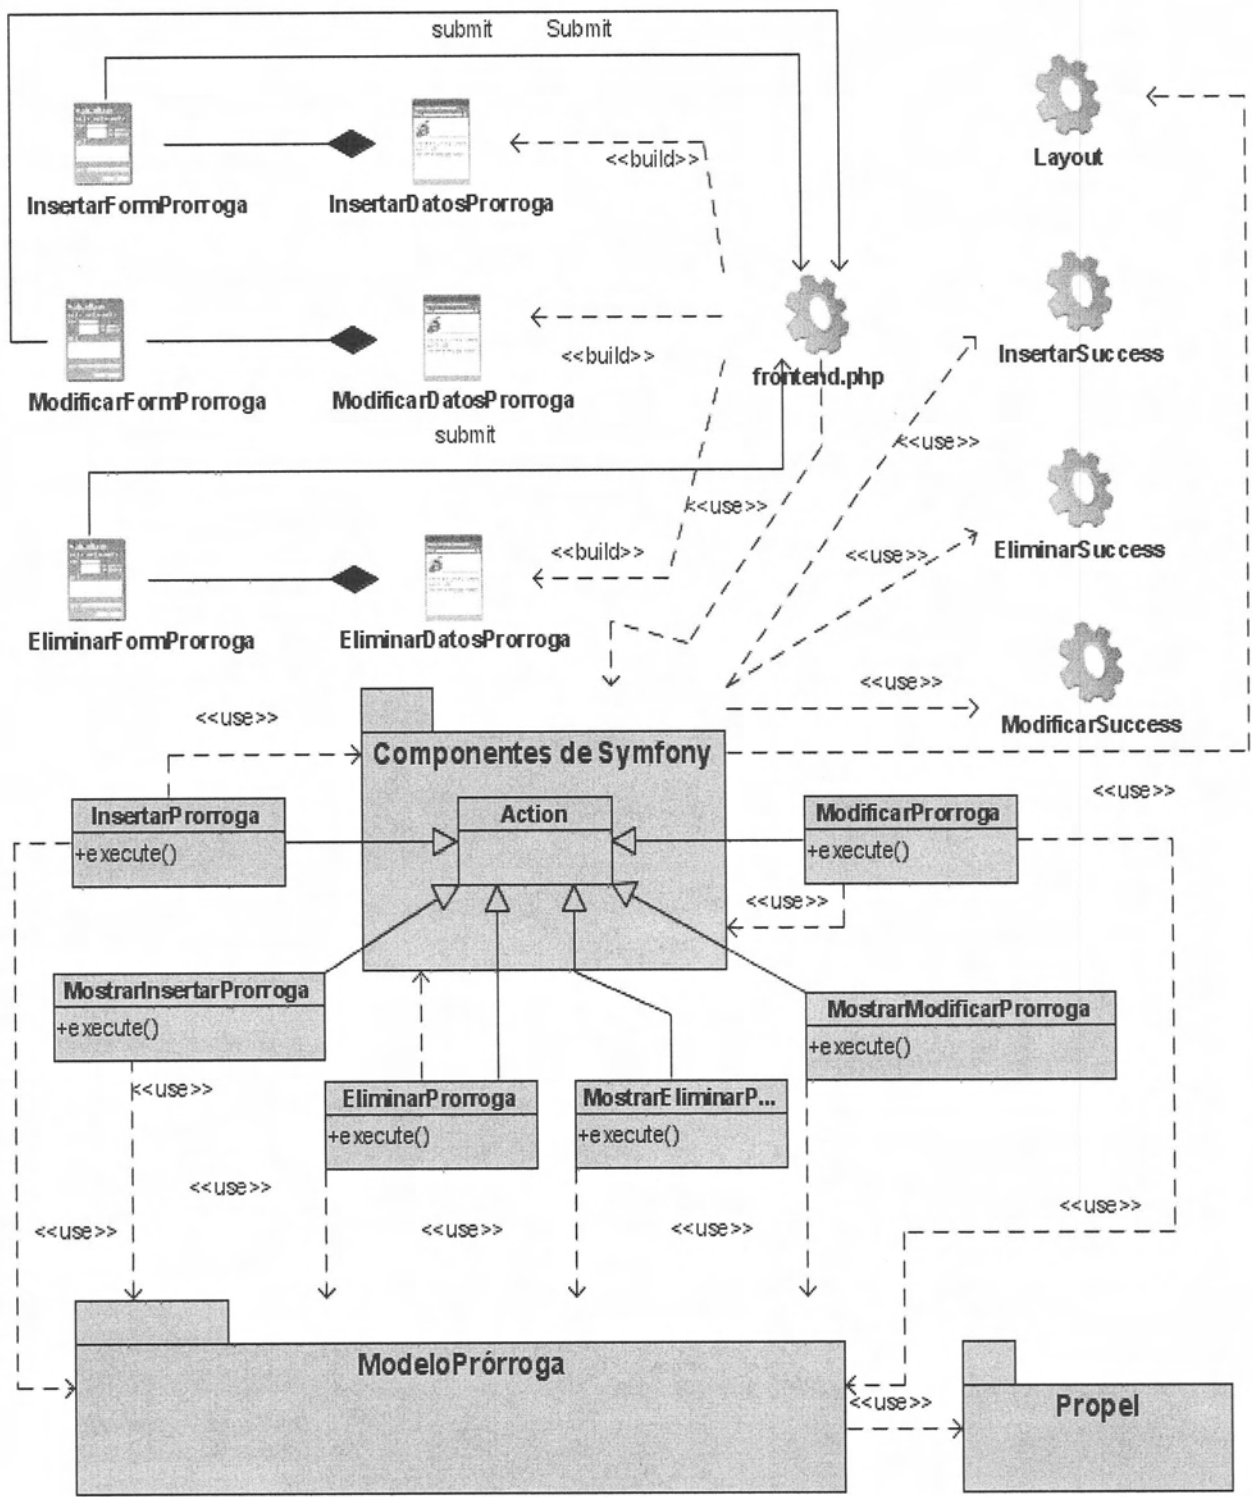 submit Submit
Layout
<<build>>
InsertarFormProrroga InsertarDatosProrroga
InsertarSuccess
<<build>>
frontend.php
ModificarFormProrroga ModificarDatosProrroga
submit
<<use>>
<<use>>
<<build>>
<<use>>
EliminarSuccess
EliminarFormProrroga EliminarDatosProrroga
<<use>>
<<use>>
ModificarSuccess
Componentes de Symfony
<<use>>
InsertarProrroga
+execute()
Action
ModificarProrroga
+execute()
<<use>>
MostrarInsertarProrroga
+execute()
MostrarModificarProrroga
+execute()
<<use>>
EliminarProrroga
+execute()
MostrarEliminarP...
+execute()
<<use>>
<<use>>
<<use>>
<<use>>
<<use>>
ModeloPrórroga
<<use>>
Propel